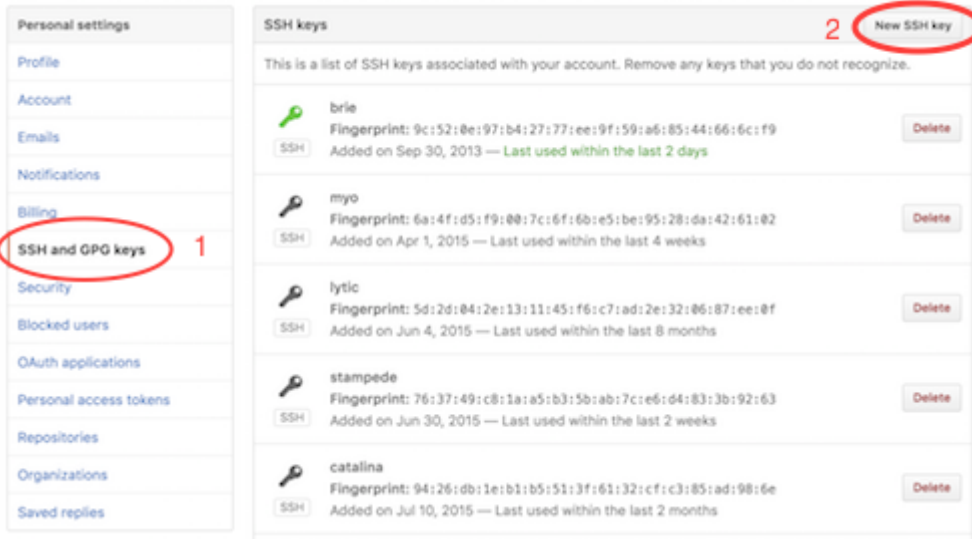 Personal settings
Profile
Account
Emails
Notifications
Billing
SSH and GPG keys
1
Security
Blocked users
OAuth applications
Personal access tokens
Repositories
Organizations
Saved replies
SSH keys
2
New SSH key
This is a list of SSH keys associated with your account. Remove any keys that you do not recognize.
brie
Fingerprint: 9c:52:0e:97:b4:27:77:ee:9f:59:a6:85:44:66:6c:f9
SSH
Added on Sep 30, 2013 — Last used within the last 2 days
Delete
myo
Fingerprint: 6a:4f:d5:f9:00:7c:6f:6b:e5:be:95:28:da:42:61:02
SSH
Added on Apr 1, 2015 — Last used within the last 4 weeks
Delete
lytic
Fingerprint: 5d:2d:04:2e:13:11:45:f6:c7:ad:2e:32:06:87:ee:0f
SSH
Added on Jun 4, 2015 — Last used within the last 8 months
Delete
stampede
Fingerprint: 76:37:49:c8:1a:a5:b3:5b:ab:7c:e6:d4:83:3b:92:63
SSH
Added on Jun 30, 2015 — Last used within the last 2 weeks
Delete
catalina
Fingerprint: 94:26:db:1e:b1:b5:51:3f:61:32:cf:c3:85:ad:98:6e
SSH
Added on Jul 10, 2015 — Last used within the last 2 months
Delete